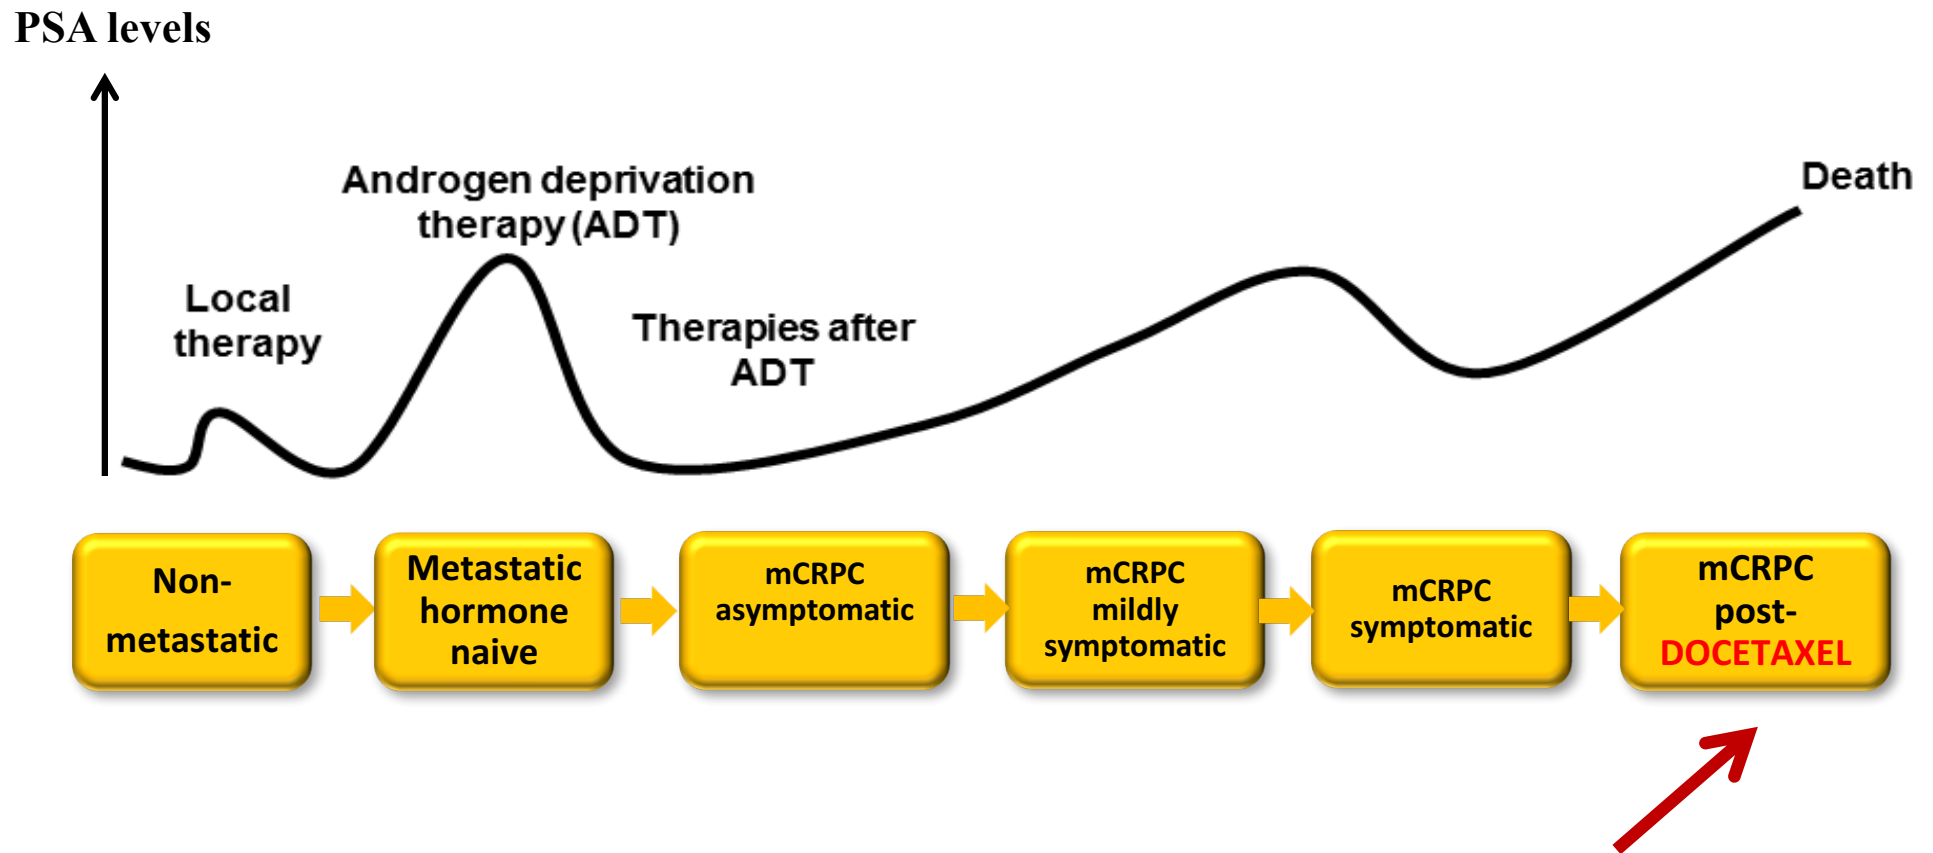 PSA levels
Androgen deprivation
therapy (ADT)
Death
Local
therapy
Therapies after
ADT
Non-
metastatic
Metastatic
hormone
naive
mCRPC
asymptomatic
mCRPC
mildly
symptomatic
mCRPC
symptomatic
mCRPC
post-
DOCETAXEL